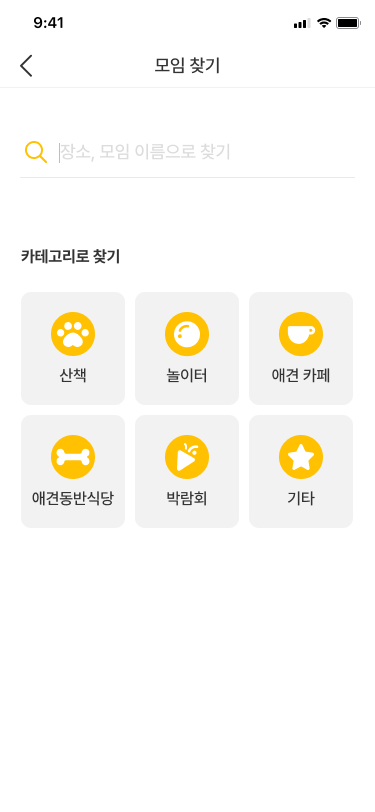 9:41
모임 찾기
장소, 모임 이름으로 찾기
카테고리로 찾기
산책
놀이터
애견 카페
애견동반식당
박람회
기타